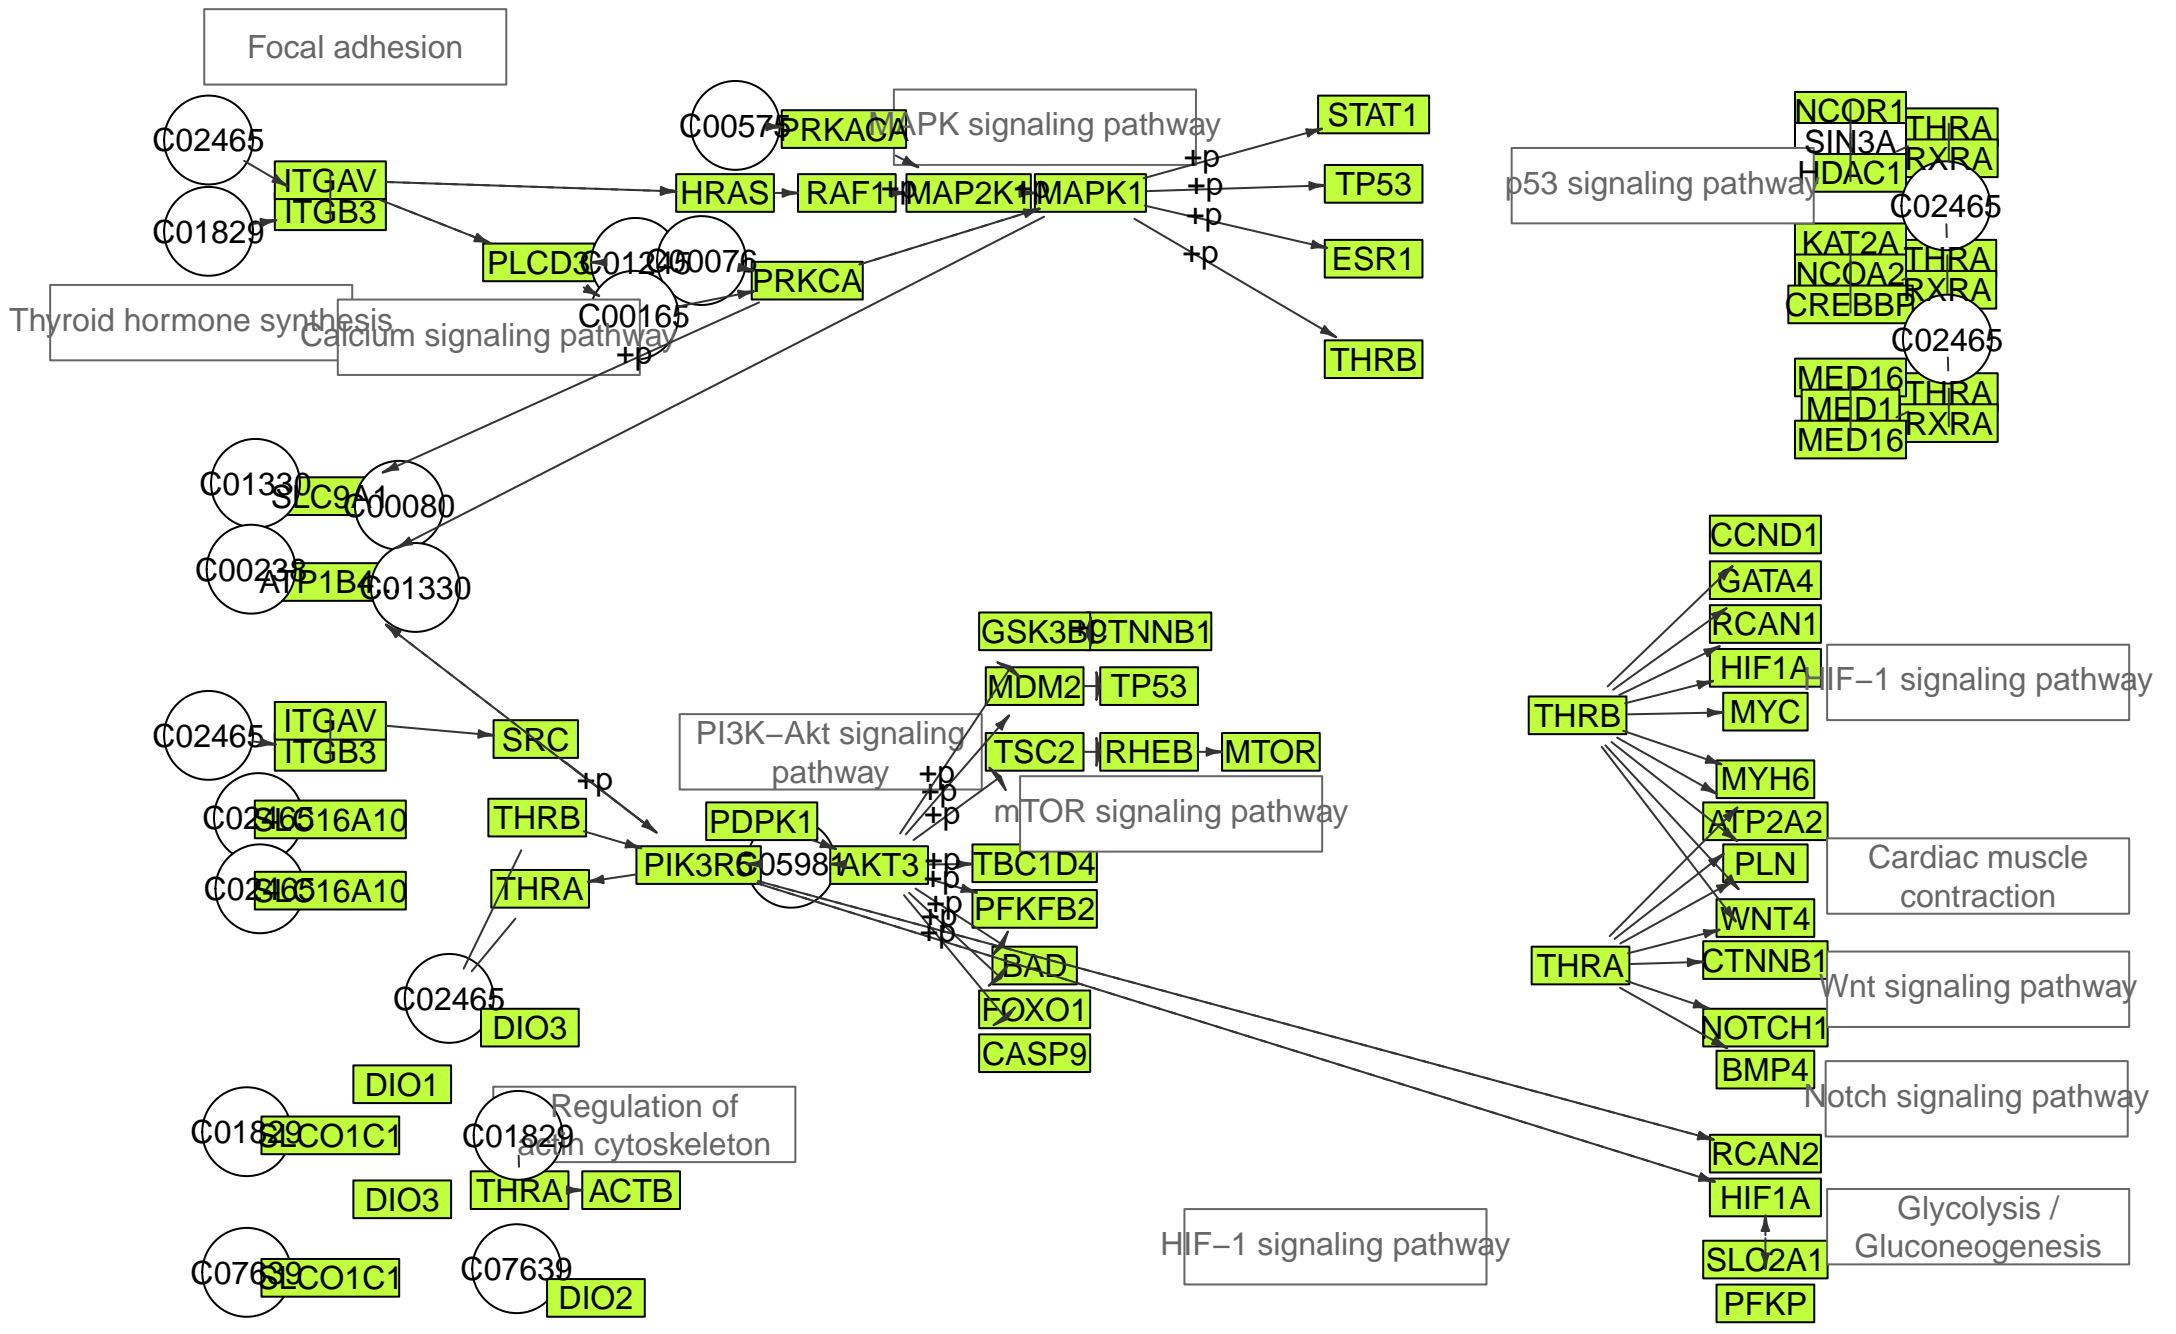 Focal adhesion
C02465
C01829
ITGAV
ITGB3
C00575
PRKACA
MAPK signaling pathway
HRAS
RAF1
+p
MAP2K1
+p
MAPK1
+p
+p
+p
+p
STAT1
TP53
ESR1
THRB
PLCD3
C01245
C00076
C00165
PRKCA
+p
Thyroid hormone synthesis
Calcium signaling pathway
p53 signaling pathway
NCOR1
SIN3A
HDAC1
THRA
RXRA
C02465
KAT2A
NCOA2
CREBBP
THRA
RXRA
C02465
MED16
MED1
MED16
THRA
RXRA
C01330
SLC9A1
C00080
C00238
ATP1B4
C01330
CCND1
GATA4
RCAN1
HIF1A
MYC
HIF−1 signaling pathway
THRB
MYH6
ATP2A2
PLN
WNT4
Cardiac muscle
contraction
THRA
CTNNB1
NOTCH1
BMP4
Wnt signaling pathway
Notch signaling pathway
GSK3B
CTNNB1
MDM2
TP53
TSC2
RHEB
MTOR
PI3K−Akt signaling
pathway
mTOR signaling pathway
+p
+p
+p
C02465
ITGAV
ITGB3
SRC
+p
C02465
SLC16A10
C02465
SLC16A10
THRB
THRA
PIK3R6
PDPK1
C05981
AKT3
+p
+p
+p
+p
+p
TBC1D4
PFKFB2
BAD
FOXO1
CASP9
C02465
DIO3
DIO1
C01829
SLCO1C1
DIO3
C07639
SLCO1C1
Regulation of
actin cytoskeleton
C01829
THRA
ACTB
C07639
DIO2
HIF−1 signaling pathway
RCAN2
HIF1A
SLC2A1
PFKP
Glycolysis /
Gluconeogenesis